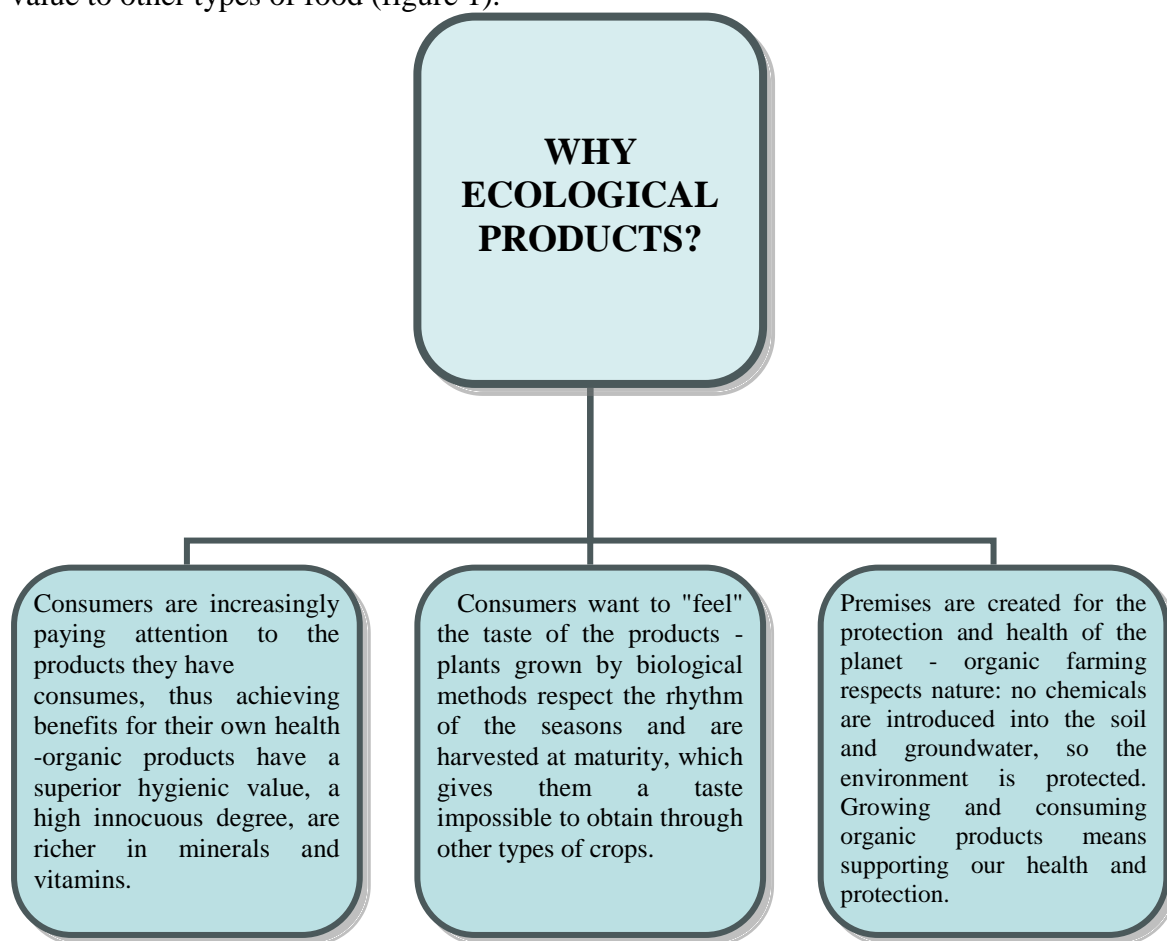 value to other types of food (figure 1).
WHY
ECOLOGICAL
PRODUCTS?
Consumers are increasingly
paying attention to the
products they have
consumes, thus achieving
benefits for their own health
-organic products have a
superior hygienic value, a
high innocuous degree, are
richer in minerals and
vitamins.
Consumers want to "feel"
the taste of the products -
plants grown by biological
methods respect the rhythm
of the seasons and are
harvested at maturity, which
gives them a taste
impossible to obtain through
other types of crops.
Premises are created for the
protection and health of the
planet - organic farming
respects nature: no chemicals
are introduced into the soil
and groundwater, so the
environment is protected.
Growing and consuming
organic products means
supporting our health and
protection.